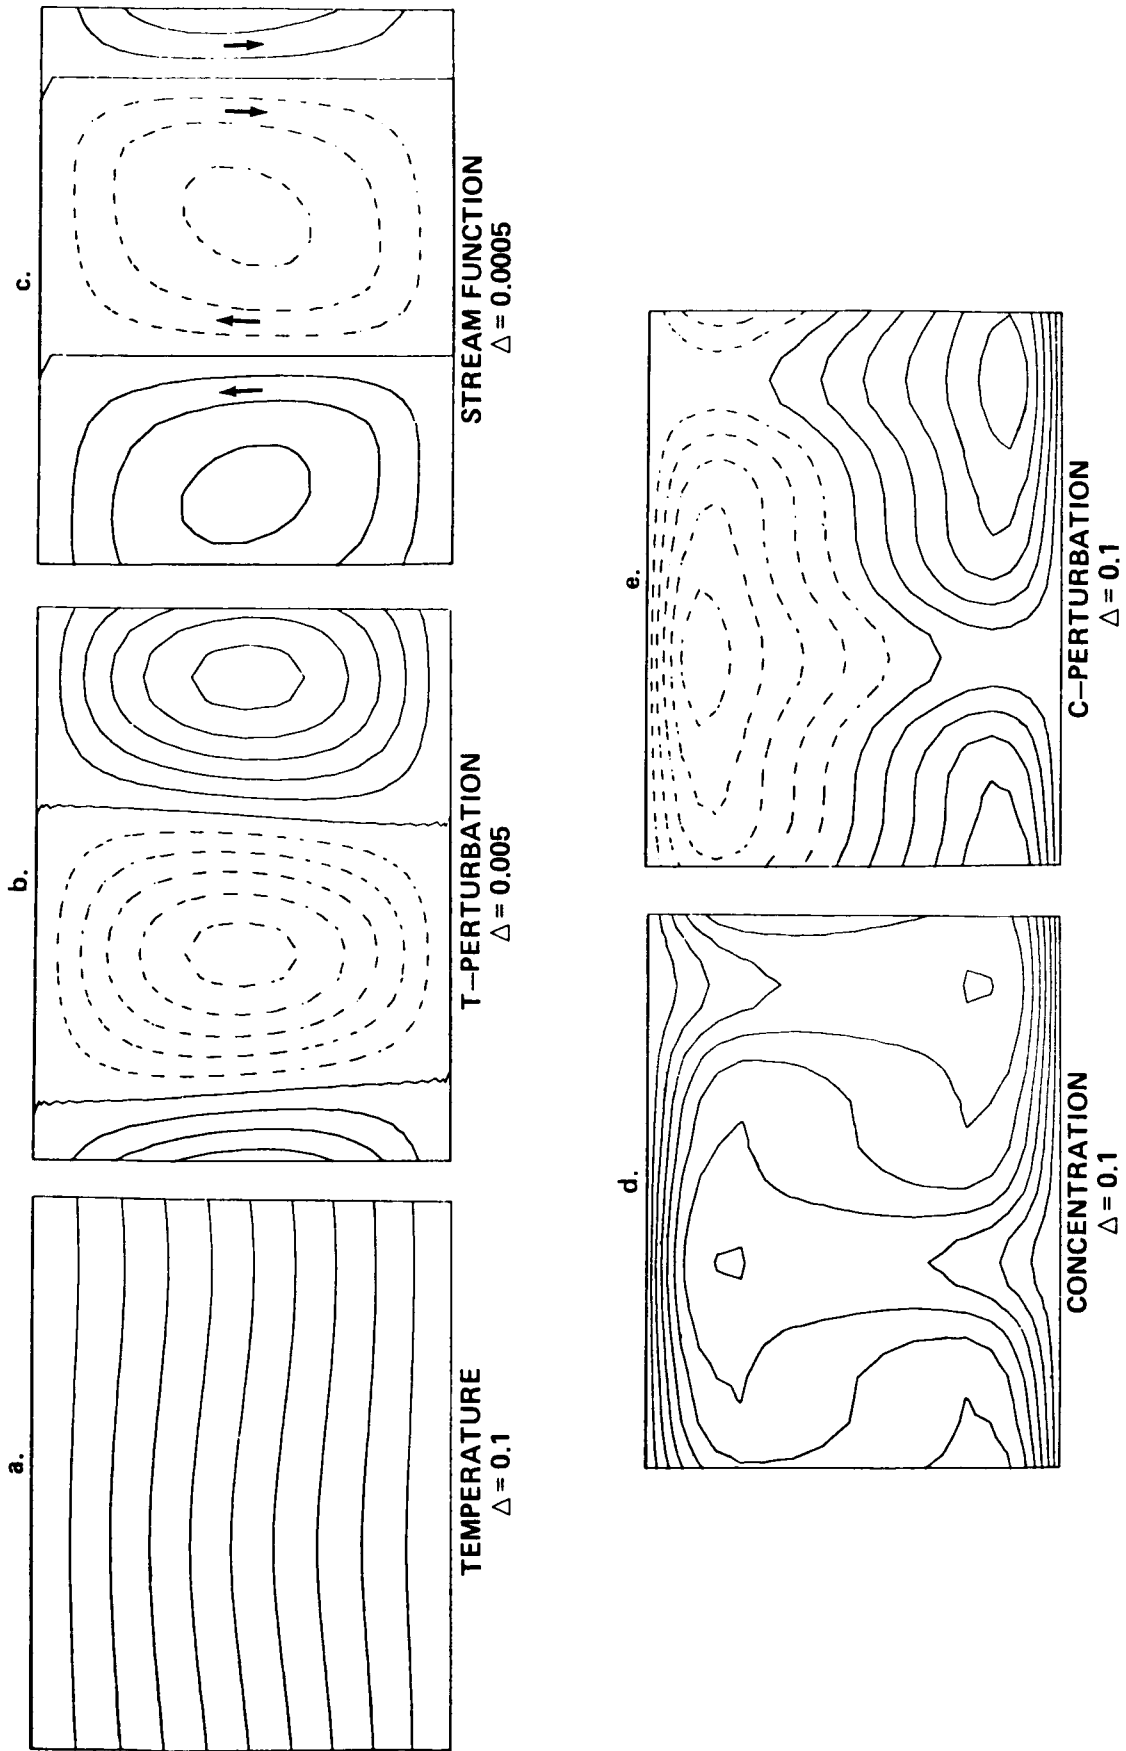 a.
TEMPERATURE
△ = 0.1
b.
T–PERTURBATION
△ = 0.005
c.
STREAM FUNCTION
△ = 0.0005
d.
CONCENTRATION
△ = 0.1
e.
C–PERTURBATION
△ = 0.1